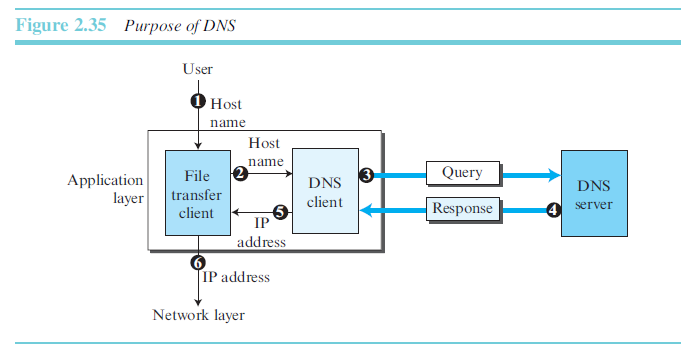 Figure 2.35 Purpose of DNS
User
1 Host
name
Host
name
2
3
Application
layer
File
transfer
client
DNS
client
Query
Response
DNS
server
4
5
IP
address
6
IP address
Network layer